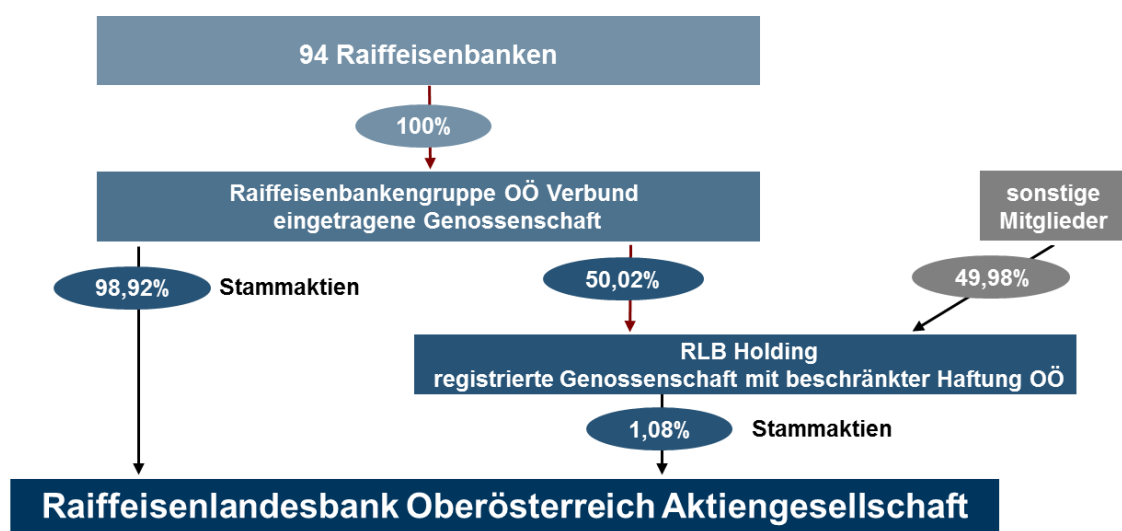 94 Raiffeisenbanken
100%
Raiffeisenbankengruppe OÖ Verbund
eingetragene Genossenschaft
sonstige
Mitglieder
98,92%
Stammaktien
50,02%
49,98%
RLB Holding
registrierte Genossenschaft mit beschränkter Haftung OÖ
1,08%
Stammaktien
Raiffeisenlandesbank Oberösterreich Aktiengesellschaft